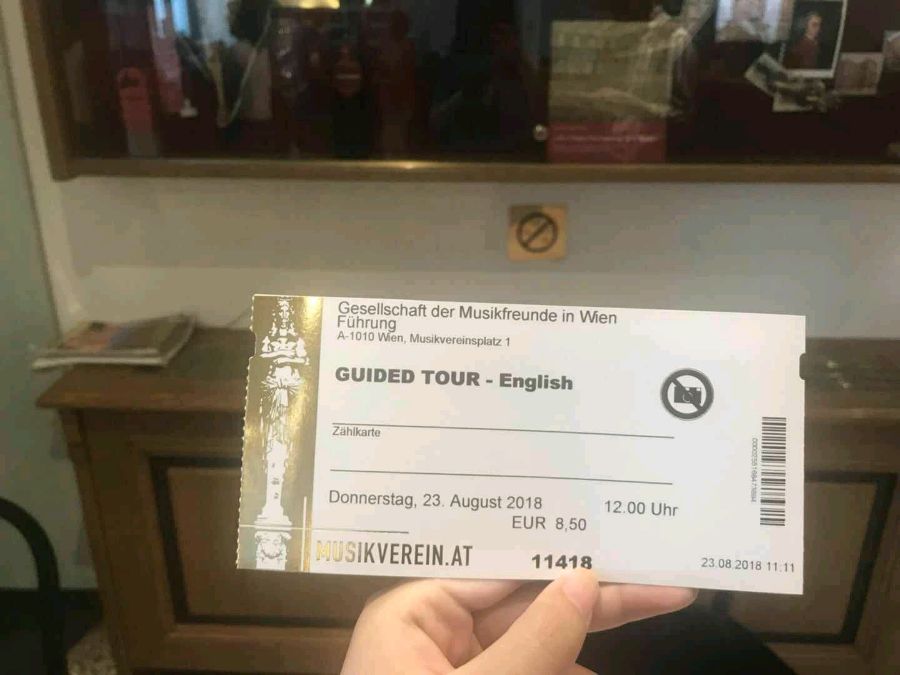 Gesellschaft der Musikfreunde in Wien
Führung
A-1010 Wien, Musikvereinsplatz 1
GUIDED TOUR - English
Zählkarte
Donnerstag, 23. August 2018 12.00 Uhr
EUR 8,50
MUSIKVEREIN.AT 11418 23.08.2018 11:11